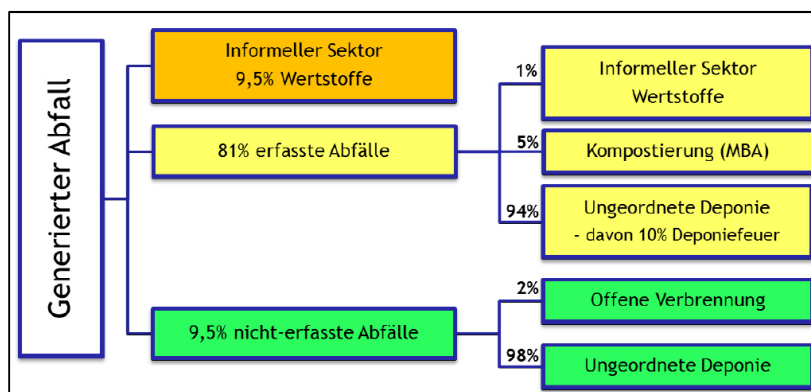 Generierter Abfall
Informeller Sektor
9,5% Wertstoffe
81% erfasste Abfälle
9,5% nicht-erfasste Abfälle
1%
Informeller Sektor
Wertstoffe
5%
Kompostierung (MBA)
94%
Ungeordnete Deponie
- davon 10% Deponiefeuer
2%
Offene Verbrennung
98%
Ungeordnete Deponie